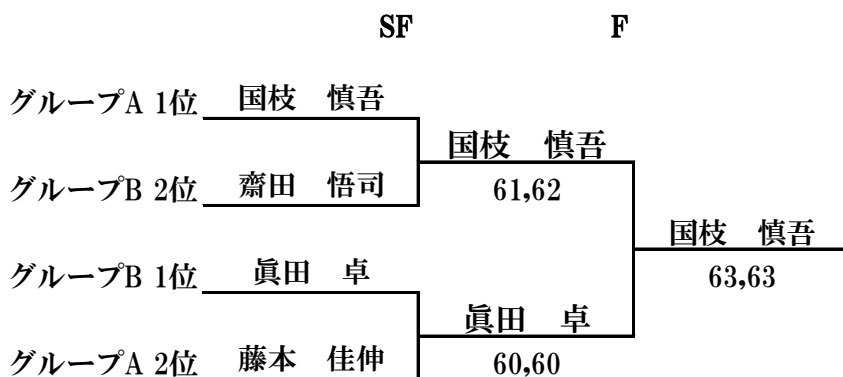 SF　F
グループA 1位　国枝　慎吾
国枝　慎吾
グループB 2位　齋田　悟司　61,62
国枝　慎吾
グループB 1位　眞田　卓　63,63
眞田　卓
グループA 2位　藤本　佳伸　60,60